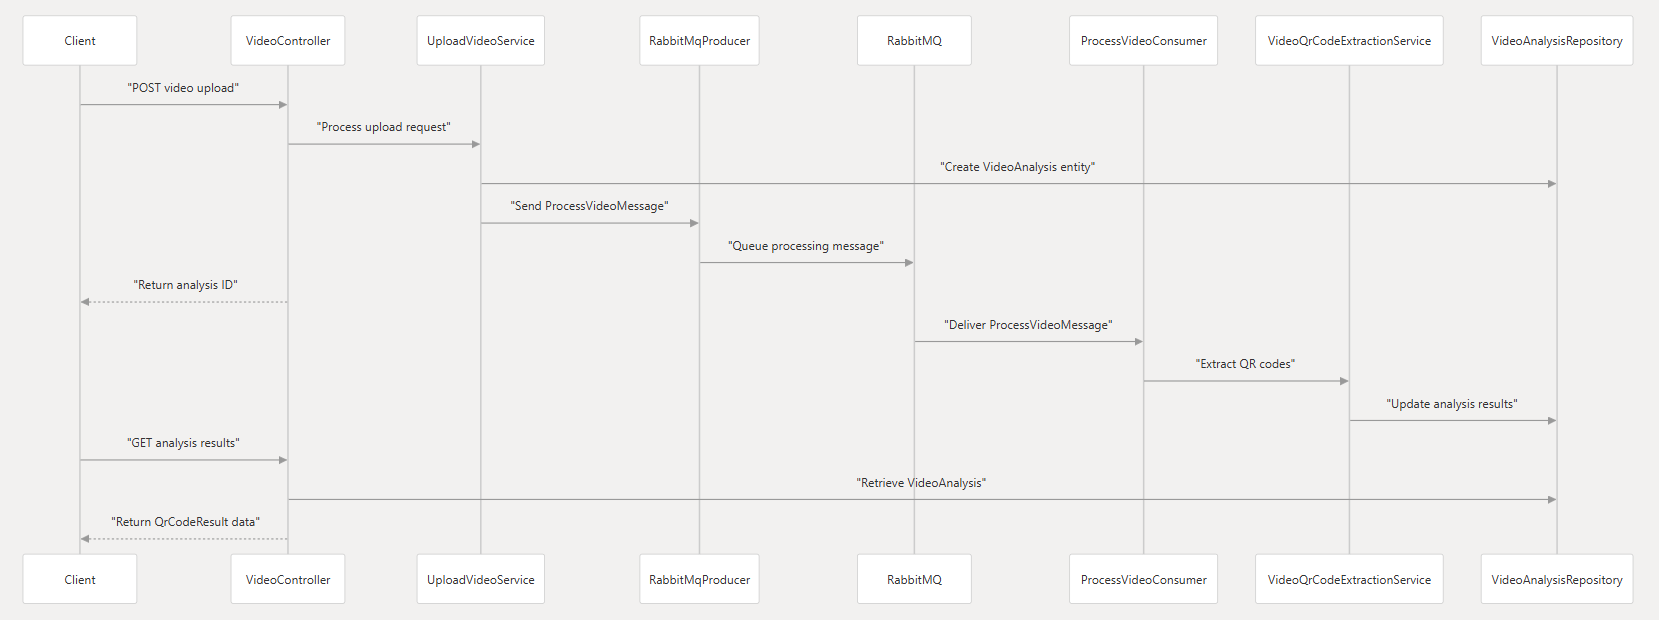 Client
VideoController
UploadVideoService
RabbitMqProducer
RabbitMQ
ProcessVideoConsumer
VideoQrCodeExtractionService
VideoAnalysisRepository
"POST video upload"
"Process upload request"
"Create VideoAnalysis entity"
"Send ProcessVideoMessage"
"Queue processing message"
"Return analysis ID"
"Deliver ProcessVideoMessage"
"Extract QR codes"
"Update analysis results"
"GET analysis results"
"Retrieve VideoAnalysis"
"Return QrCodeResult data"
Client
VideoController
UploadVideoService
RabbitMqProducer
RabbitMQ
ProcessVideoConsumer
VideoQrCodeExtractionService
VideoAnalysisRepository